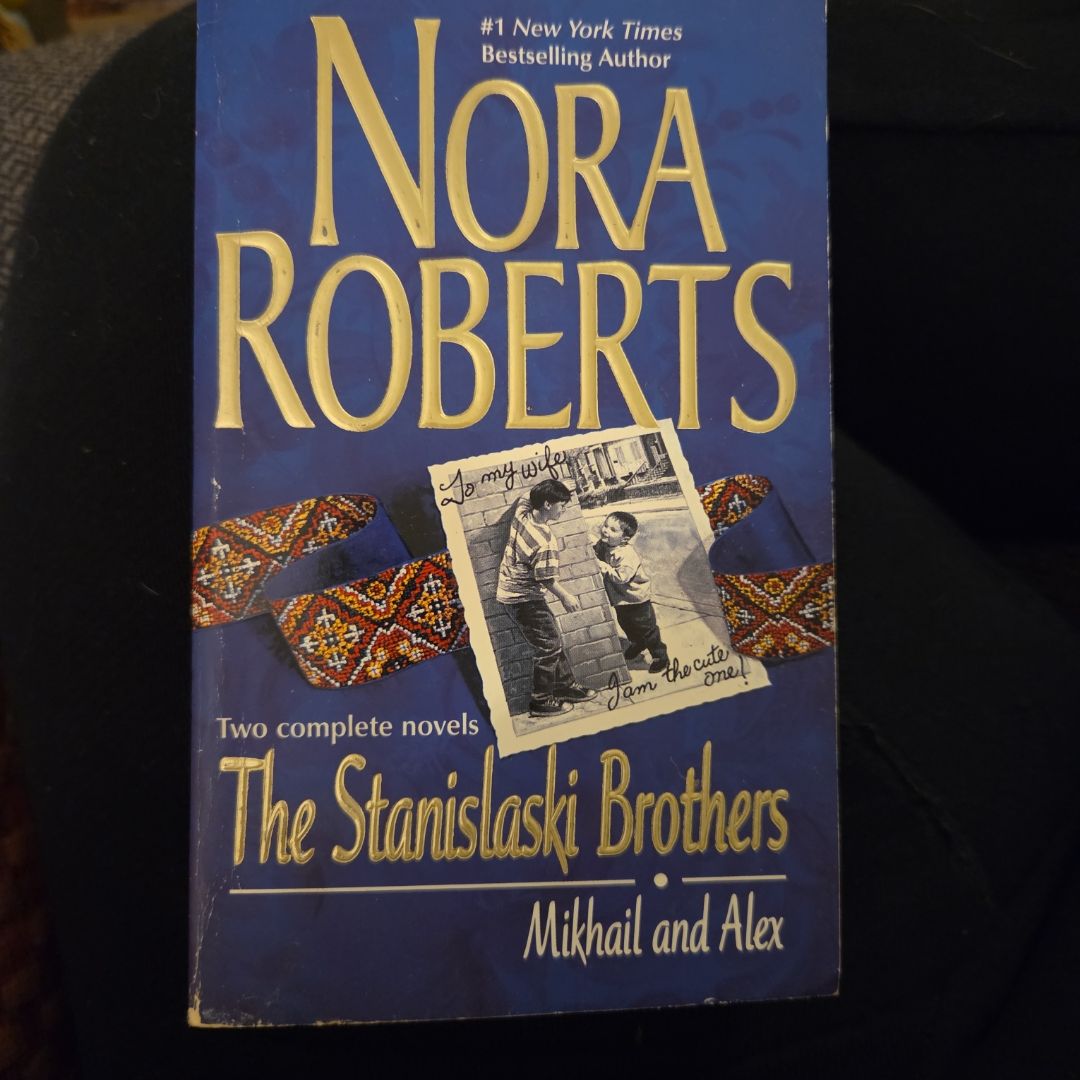 #1 New York Times
Bestselling Author
NORA
ROBERTS
To my wife
I am the cute
one!
Two complete novels
The Stanislaski Brothers
Mikhail and Alex